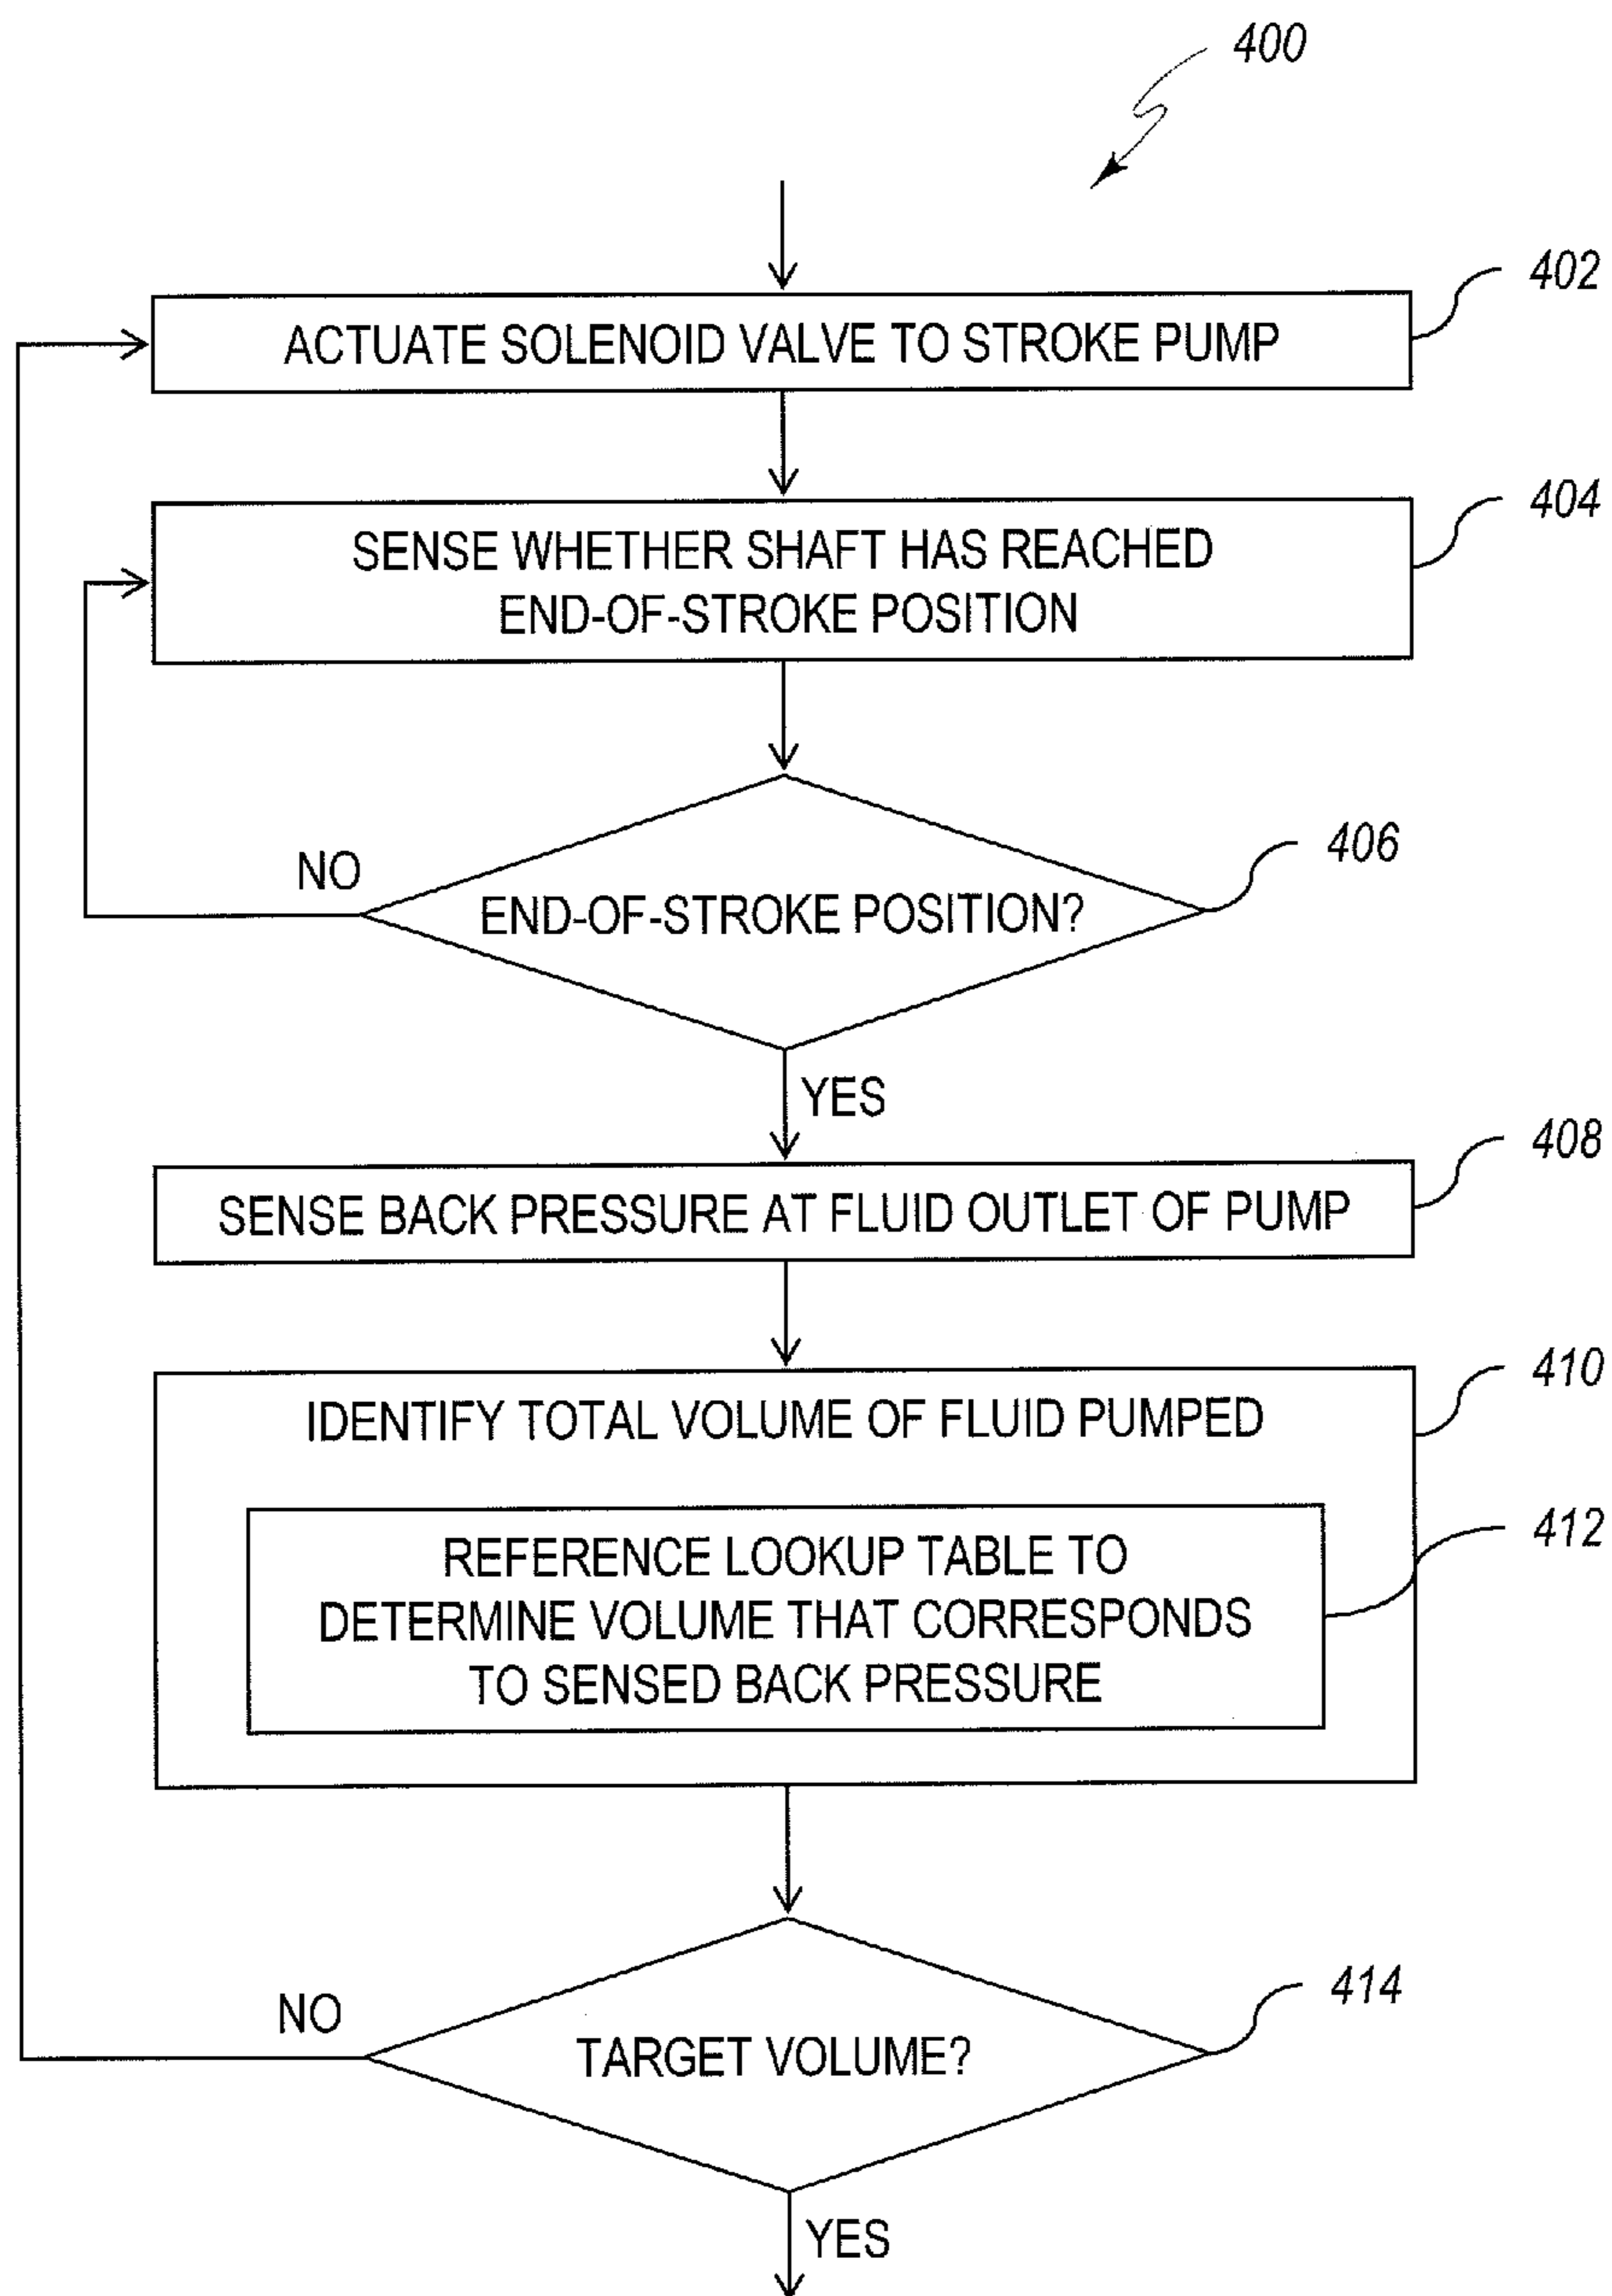 400
402
ACTUATE SOLENOID VALVE TO STROKE PUMP
404
SENSE WHETHER SHAFT HAS REACHED
END-OF-STROKE POSITION
406
NO
END-OF-STROKE POSITION?
YES
408
SENSE BACK PRESSURE AT FLUID OUTLET OF PUMP
410
IDENTIFY TOTAL VOLUME OF FLUID PUMPED
412
REFERENCE LOOKUP TABLE TO
DETERMINE VOLUME THAT CORRESPONDS
TO SENSED BACK PRESSURE
414
NO
TARGET VOLUME?
YES